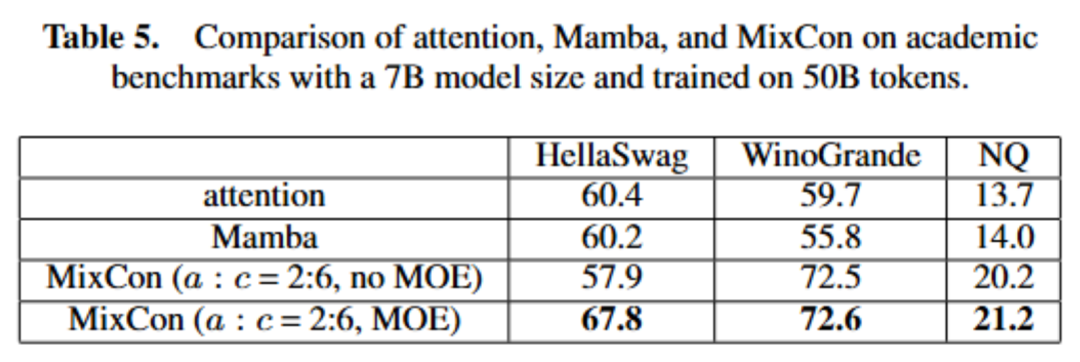 Table 5. Comparison of attention, Mamba, and MixCon on academic
benchmarks with a 7B model size and trained on 50B tokens.
HellaSwag WinoGrande NQ
attention 60.4 59.7 13.7
Mamba 60.2 55.8 14.0
MixCon (a : c = 2:6, no MOE) 57.9 72.5 20.2
MixCon (a : c = 2:6, MOE) 67.8 72.6 21.2